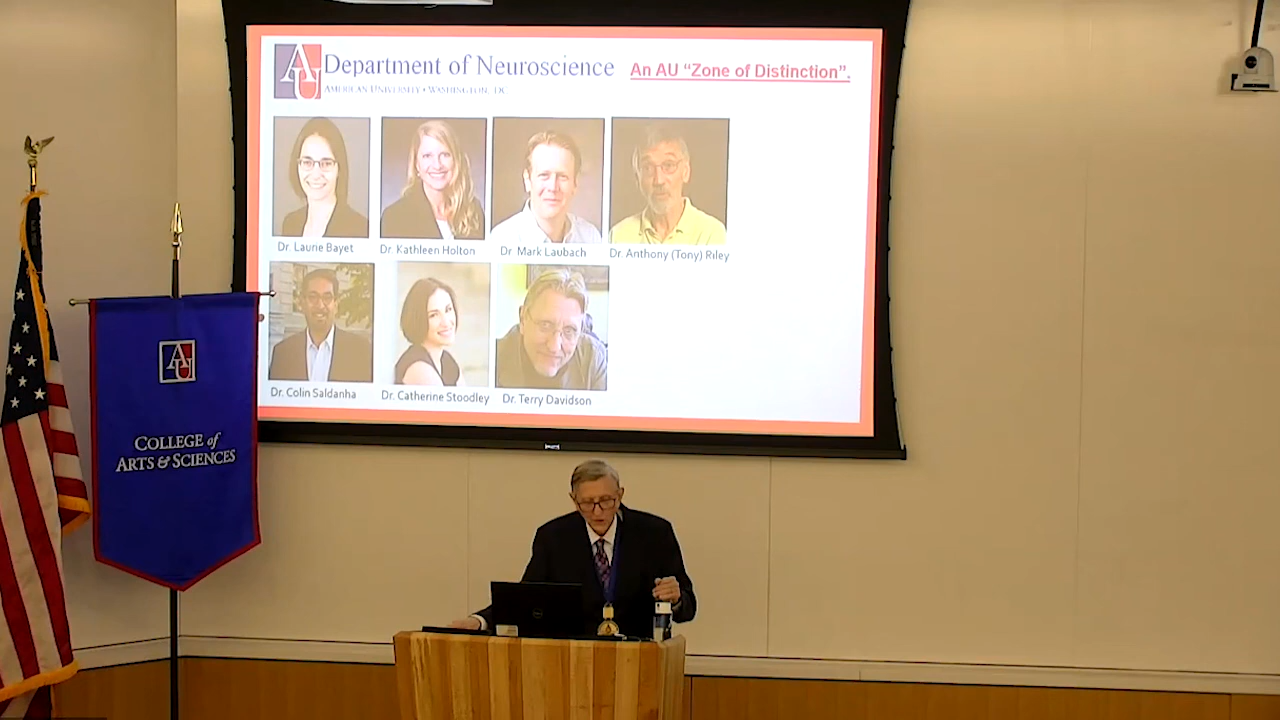 AU
Department of Neuroscience
An AU “Zone of Distinction”.
AMERICAN UNIVERSITY • WASHINGTON, DC
Dr. Laurie Bayet
Dr. Kathleen Holton
Dr. Mark Laubach
Dr. Anthony (Tony) Riley
Dr. Colin Saldanha
Dr. Catherine Stoodley
Dr. Terry Davidson
AU
COLLEGE of
ARTS & SCIENCES